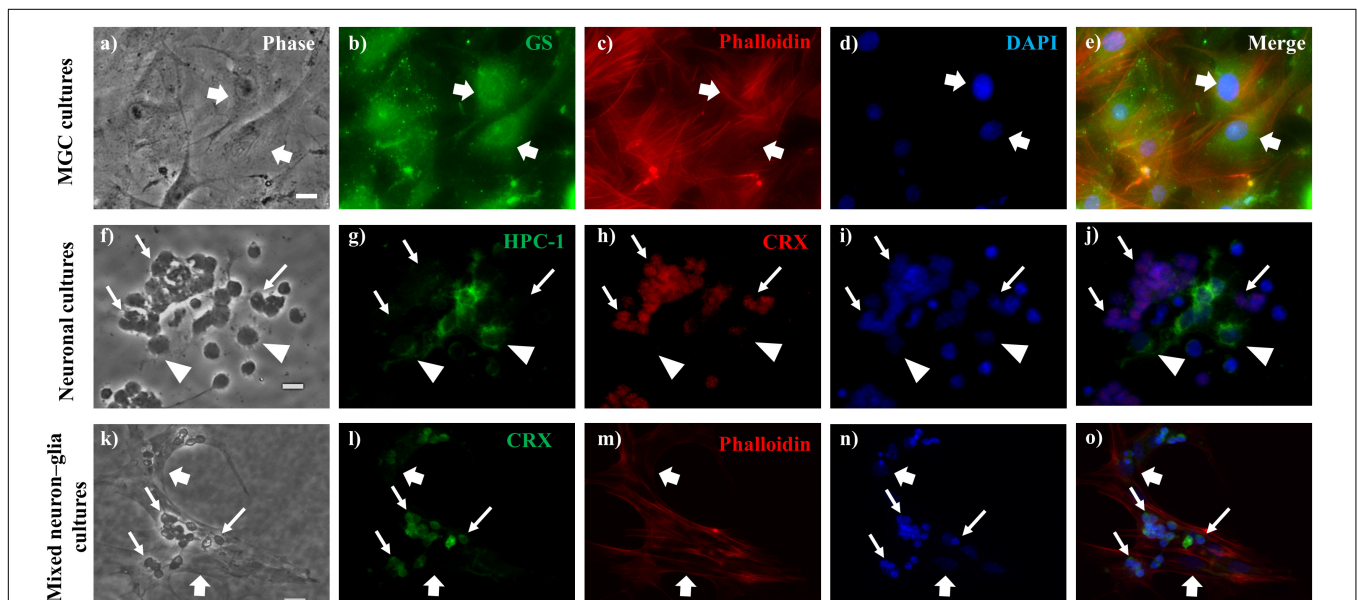 MGC cultures
a) Phase
b) GS
c) Phalloidin
d) DAPI
e) Merge
Neuronal cultures
f)
g) HPC-1
h) CRX
i)
j)
Mixed neuron–glia
cultures
k)
l) CRX
m) Phalloidin
n)
o)